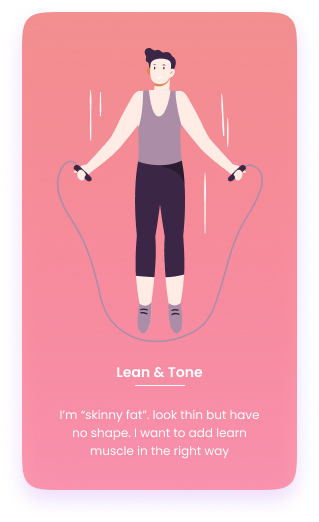 Lean & Tone
I’m “skinny fat”. look thin but have
no shape. I want to add learn
muscle in the right way